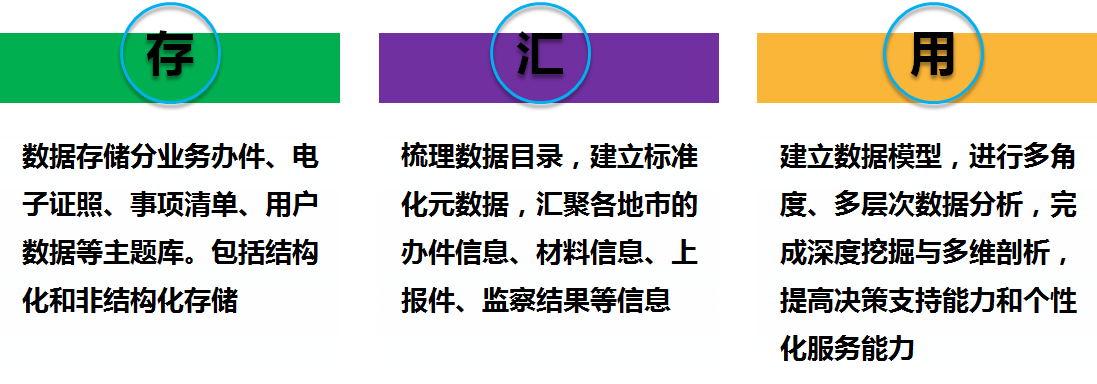 存
数据存储分业务办件、电
子证照、事项清单、用户
数据等主题库。包括结构
化和非结构化存储
汇
梳理数据目录，建立标准
化元数据，汇聚各地市的
办件信息、材料信息、上
报件、监察结果等信息
用
建立数据模型，进行多角
度、多层次数据分析，完
成深度挖掘与多维剖析，
提高决策支持能力和个性
化服务能力